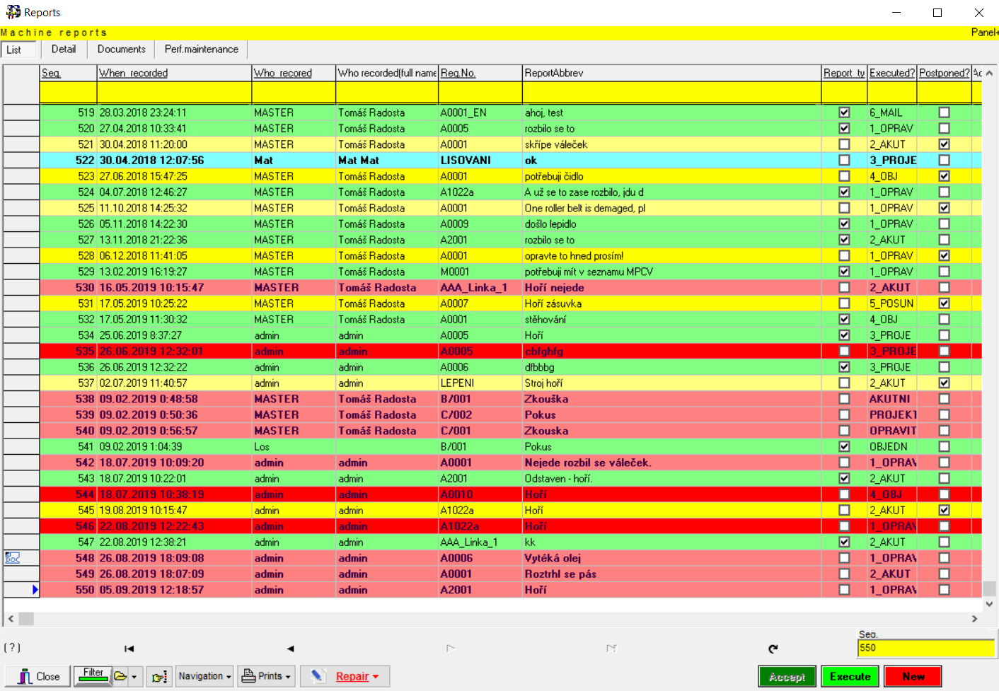 Reports
Machine reports Panel
List Detail Documents Perf.maintenance
Seq. When recorded Who recored Who recorded(full name Reg.No. ReportAbbrev Report ty Executed? Postponed?
519 28.03.2018 23:24:11 MASTER Tomáš Radosta A0001_EN ahoj, test 6_MAIL
520 27.04.2018 10:33:41 MASTER Tomáš Radosta A0005 rozbilo se to 1_OPRAV
521 30.04.2018 11:20:00 MASTER Tomáš Radosta A0001 skřípe váleček 2_AKUT
522 30.04.2018 12:07:56 Mat Mat Mat LISOVANI ok 3_PROJE
523 27.06.2018 15:47:25 MASTER Tomáš Radosta A0001 potřebuji čidlo 4_OBJ
524 04.07.2018 12:46:27 MASTER Tomáš Radosta A1022a A už se to zase rozbilo, jdu d 1_OPRAV
525 11.10.2018 14:25:32 MASTER Tomáš Radosta A0001 One roller belt is demaged, pl 1_OPRAV
526 05.11.2018 14:22:30 MASTER Tomáš Radosta A0009 došlo lepidlo 1_OPRAV
527 13.11.2018 21:22:36 MASTER Tomáš Radosta A2001 rozbilo se to 2_AKUT
528 06.12.2018 11:41:05 MASTER Tomáš Radosta A0001 opravte to hned prosím! 1_OPRAV
529 13.02.2019 16:19:27 MASTER Tomáš Radosta M0001 potřebuji mít v seznamu MPCV 1_OPRAV
530 16.05.2019 10:15:47 MASTER Tomáš Radosta AAA_Linka_1 Hoří nejede 2_AKUT
531 17.05.2019 10:25:22 MASTER Tomáš Radosta A0007 Hoří zásuvka 5_POSUN
532 17.05.2019 11:30:32 MASTER Tomáš Radosta A0001 stěhování 4_OBJ
534 25.06.2019 8:37:27 admin admin A0005 Hoří 3_PROJE
535 26.06.2019 12:32:01 admin admin A0005 cbfghfg 3_PROJE
536 26.06.2019 12:32:22 admin admin A0006 dfbbbg 3_PROJE
537 02.07.2019 11:40:57 admin admin LEPENI Stroj hoří 2_AKUT
538 09.02.2019 0:48:58 MASTER Tomáš Radosta B/001 Zkouška AKUTNI
539 09.02.2019 0:50:36 MASTER Tomáš Radosta C/002 Pokus PROJEKT
540 09.02.2019 0:56:57 MASTER Tomáš Radosta C/001 Zkouska OPRAVIT
541 09.02.2019 1:04:39 Los B/001 Pokus OBJEDN
542 18.07.2019 10:09:20 admin admin A0001 Nejede rozbil se váleček. 1_OPRAV
543 18.07.2019 10:22:01 admin admin A2001 Odstaven - hoří. 2_AKUT
544 18.07.2019 10:38:19 admin admin A0010 Hoří 4_OBJ
545 19.08.2019 10:15:47 admin admin A1022a Hoří 2_AKUT
546 22.08.2019 12:22:43 admin admin A1022a Hoří 1_OPRAV
547 22.08.2019 12:38:21 admin admin AAA_Linka_1 kk 2_AKUT
DOC 548 26.08.2019 18:09:08 admin admin A0006 Vytéká olej 1_OPRAV
549 26.08.2019 18:07:09 admin admin A0001 Roztrhl se pás 2_AKUT
550 05.09.2019 12:18:57 admin admin A2001 Hoří 1_OPRAV
Seq.
(?) 550
Close Filter Navigation Prints Repair Accept Execute New